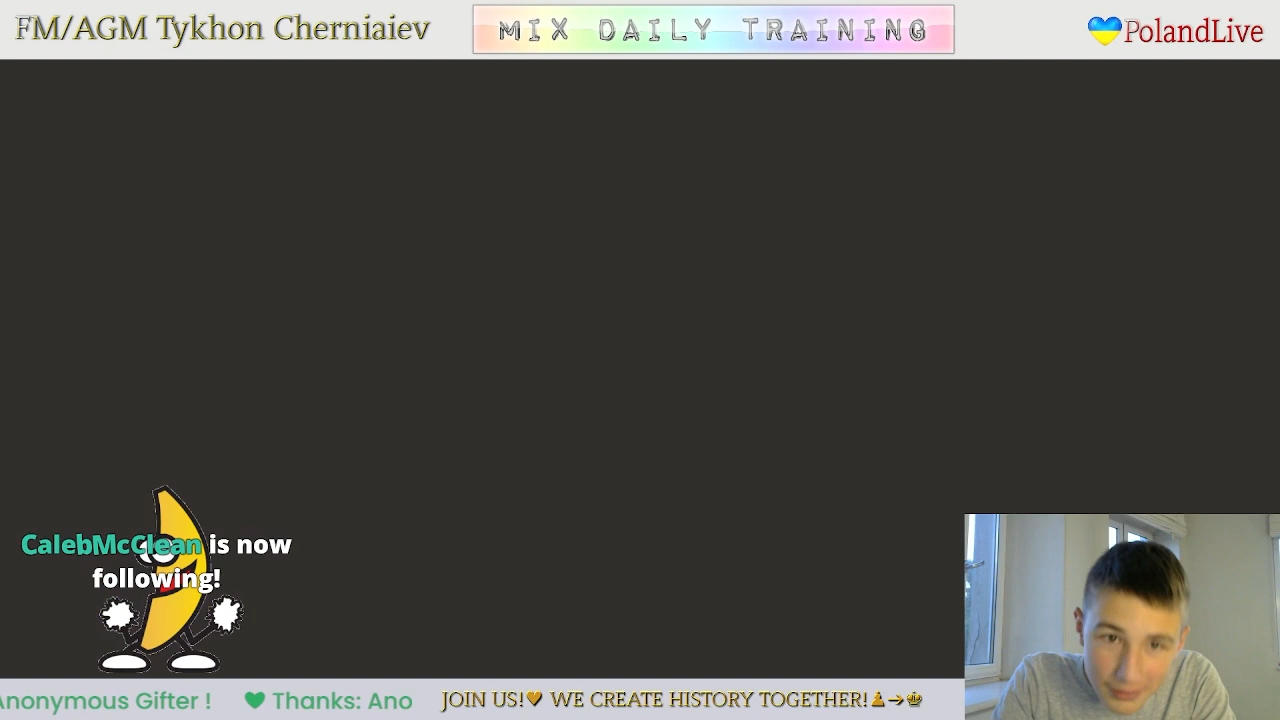 FM/AGM Tykhon Cherniaiev
MIX DAILY TRAINING
💙PolandLive
CalebMcClean is now
following!
Anonymous Gifter !
💚 Thanks: Ano
JOIN US!🧡 WE CREATE HISTORY TOGETHER!♟→♚